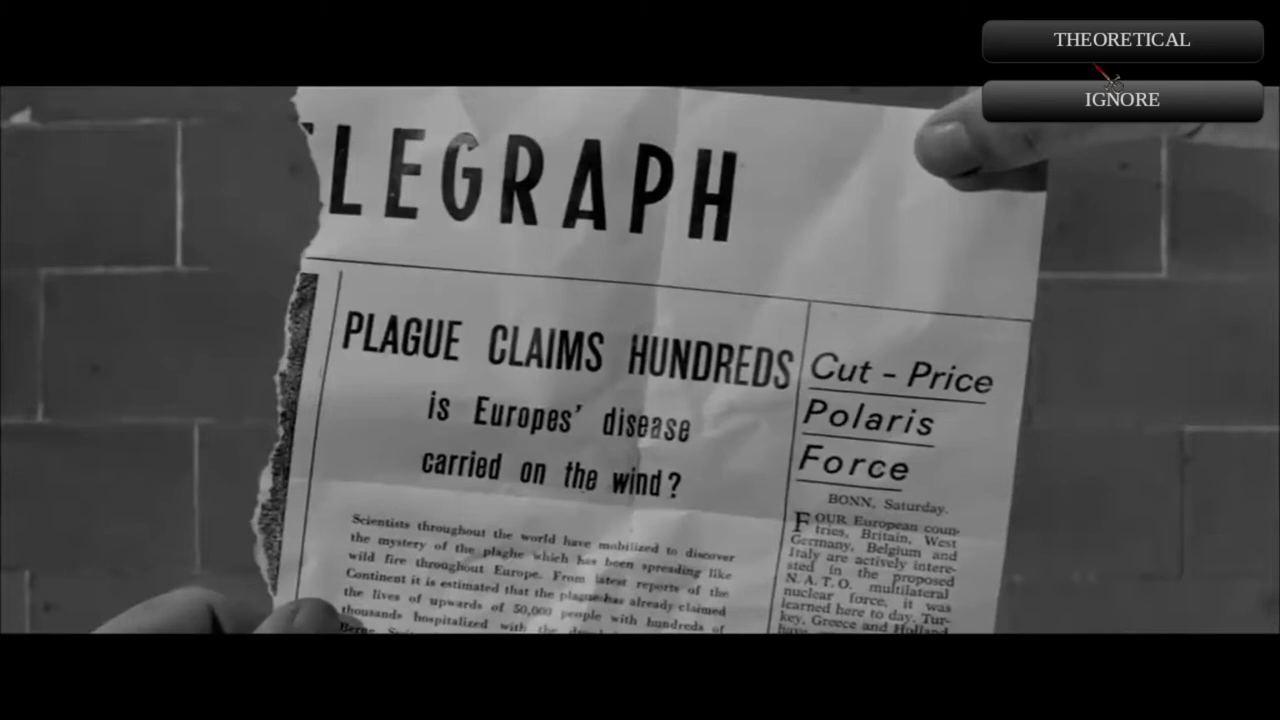 THEORETICAL
IGNORE
LEGRAPH
PLAGUE CLAIMS HUNDREDS
is Europes' disease
carried on the wind?
Scientists throughout the world have mobilized to discover
the mystery of the plaghe which has been spreading like
wild fire throughout Europe. From latest reports of the
Continent it is estimated that the plague has already claimed
the lives of upwards of 50,000 people with hundreds of
thousands hospitalized with the
Berne,
Cut - Price
Polaris
Force
BONN, Saturday.
FOUR European coun-
tries, Britain, West
Germany, Belgium and
Italy are actively intere-
sted in the proposed
N.A.T.O. multilateral
nuclear force, it was
learned here to day. Tur-
key, Greece and Holland
have